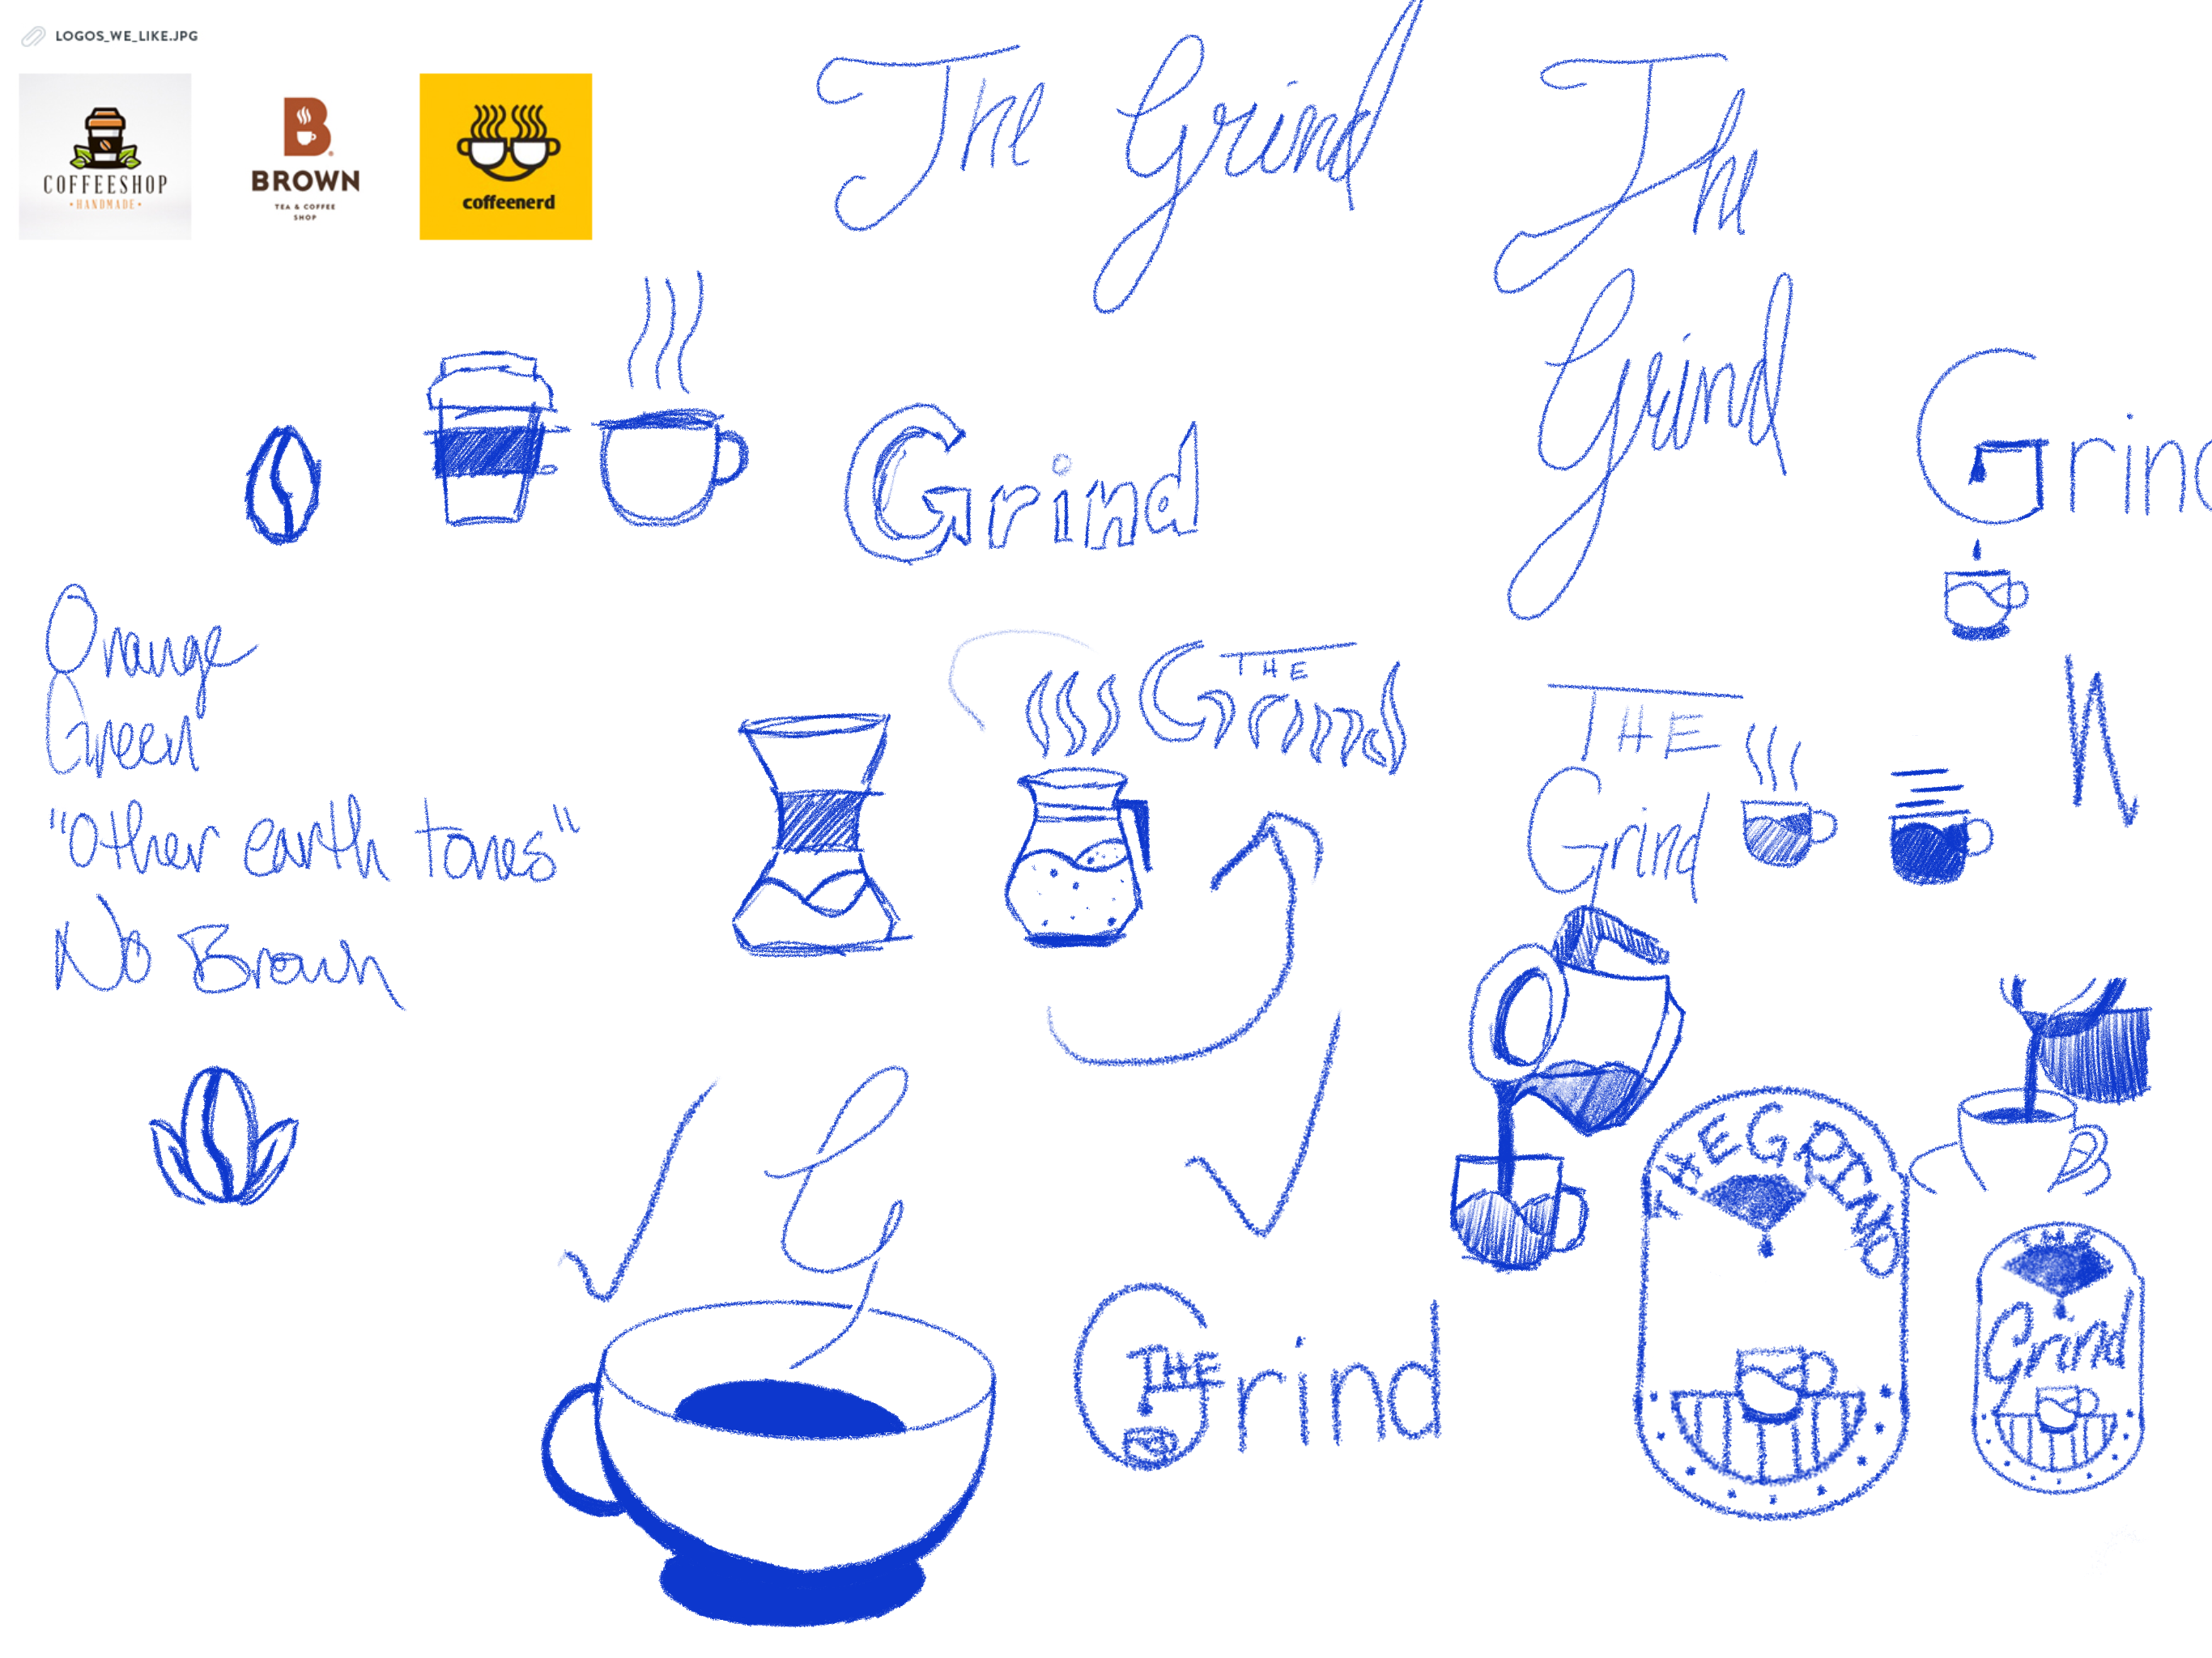 LOGOS_WE_LIKE.JPG
COFFEESHOP
•HANDMADE•
B
BROWN
TEA & COFFEE
SHOP
coffeenerd
The Grind
The
Grind
Grind
Grind
Orange
Green
"Other earth tones"
No Brown
THE
Grind
THE
Grind
G
THE
Grind
THE GRIND
THE
Grind